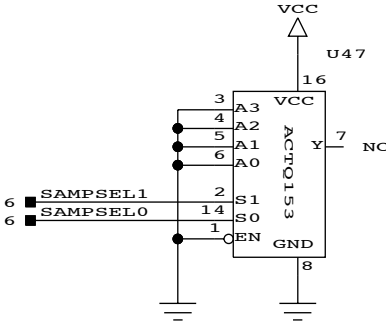 VCC
U47
16
3 A3 VCC
4 A2
5 A1 Y 7 NC
6 A0
ACTQ153
6 SAMPSEL1 2 S1
6 SAMPSEL0 14 S0
1 EN
GND
8